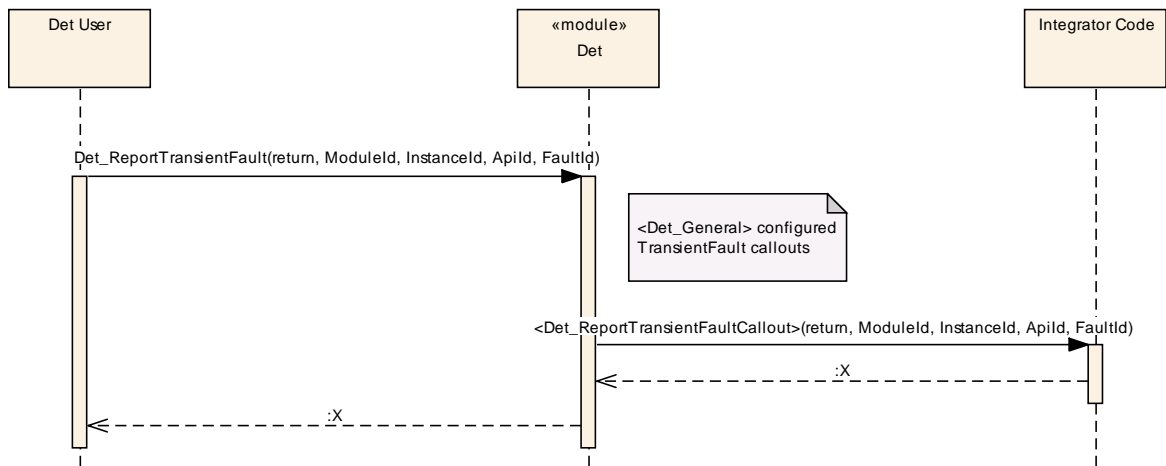 Det User
«module»
Det
Integrator Code
Det_ReportTransientFault(return, ModuleId, InstanceId, ApiId, FaultId)
<Det_General> configured
TransientFault callouts
<Det_ReportTransientFaultCallout>(return, ModuleId, InstanceId, ApiId, FaultId)
:X
:X